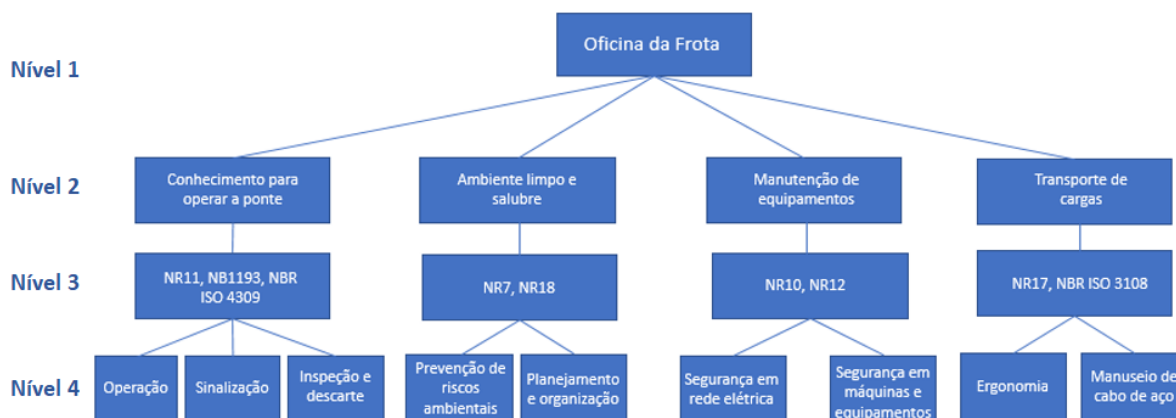 Oficina da Frota
Nível 1
Nível 2
Conhecimento para
operar a ponte
Ambiente limpo e
salubre
Manutenção de
equipamentos
Transporte de
cargas
Nível 3
NR11, NB1193, NBR
ISO 4309
NR7, NR18
NR10, NR12
NR17, NBR ISO 3108
Nível 4
Operação
Sinalização
Inspeção e
descarte
Prevenção de
riscos
ambientais
Planejamento
e organização
Segurança em
rede elétrica
Segurança em
máquinas e
equipamentos
Ergonomia
Manuseio de
cabo de aço